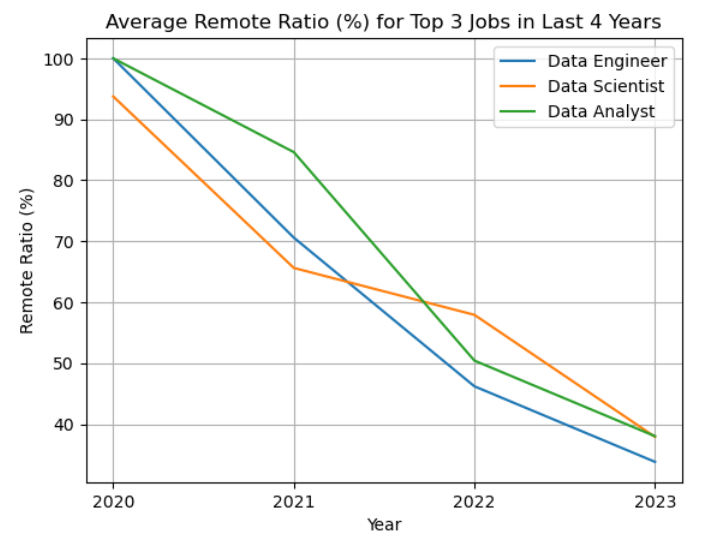 Average Remote Ratio (%) for Top 3 Jobs in Last 4 Years
Data Engineer
Data Scientist
Data Analyst
Remote Ratio (%)
100
90
80
70
60
50
40
2020
2021
2022
2023
Year